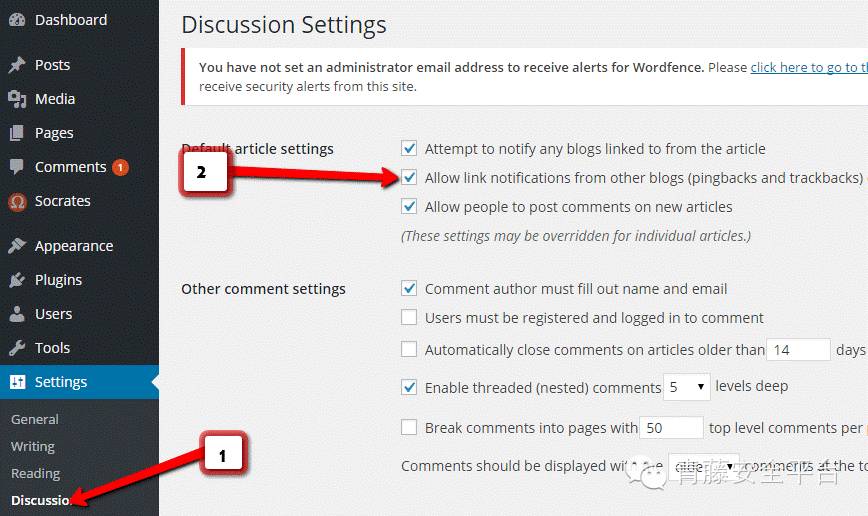 Dashboard
Posts
Media
Pages
Comments 1
Socrates
Appearance
Plugins
Users
Tools
Settings
General
Writing
Reading
Discussion
Discussion Settings
You have not set an administrator email address to receive alerts for Wordfence. Please click here to go to th
receive security alerts from this site.
Default article settings
Attempt to notify any blogs linked to from the article
2
Allow link notifications from other blogs (pingbacks and trackbacks)
Allow people to post comments on new articles
(These settings may be overridden for individual articles.)
Other comment settings
Comment author must fill out name and email
Users must be registered and logged in to comment
Automatically close comments on articles older than 14 days
Enable threaded (nested) comments 5 levels deep
Break comments into pages with 50 top level comments per
1
Comments should be displayed with the older comments at the to
青藤安全平台